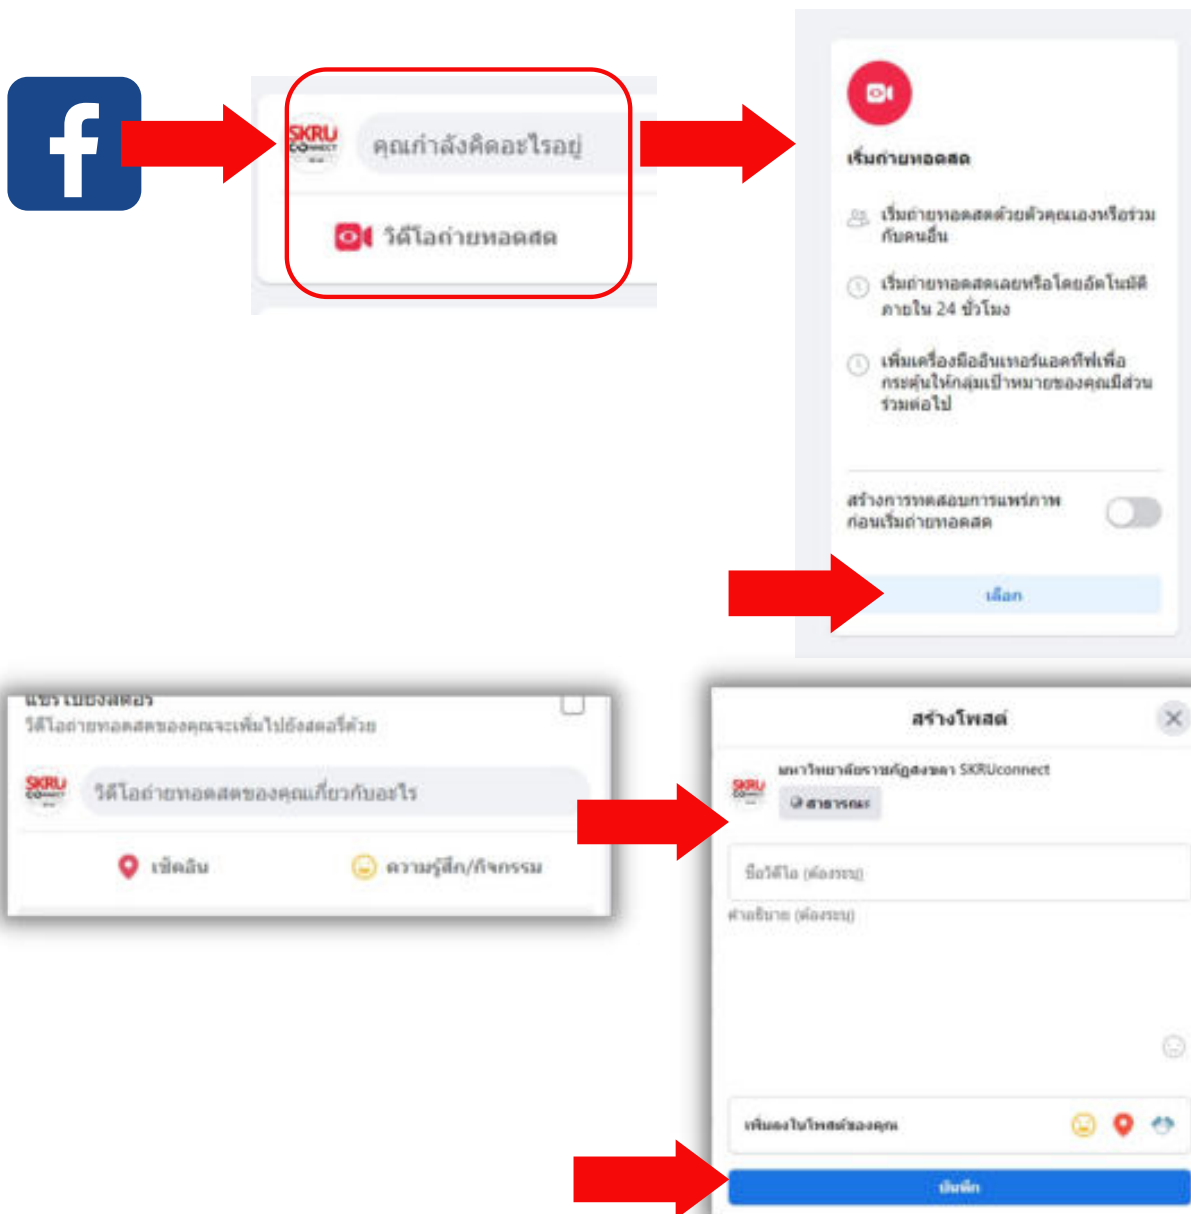 f
SKRU
CONNECT
คุณกำลังคิดอะไรอยู่
วิดีโอถ่ายทอดสด
เริ่มถ่ายทอดสด
เริ่มถ่ายทอดสดด้วยตัวคุณเองหรือร่วม
กับคนอื่น
เริ่มถ่ายทอดสดเลยหรือโดยอัตโนมัติ
ภายใน 24 ชั่วโมง
เพิ่มเครื่องมืออินเทอร์แอคทีฟเพื่อ
กระตุ้นให้กลุ่มเป้าหมายของคุณมีส่วน
ร่วมต่อไป
สร้างการทดสอบการแพร่ภาพ
ก่อนเริ่มถ่ายทอดสด
เลือก
แชร์ไปยังสตอรี่
วิดีโอถ่ายทอดสดของคุณจะเพิ่มไปยังสตอรี่ด้วย
SKRU
CONNECT
วิดีโอถ่ายทอดสดของคุณเกี่ยวกับอะไร
เช็คอิน
ความรู้สึก/กิจกรรม
สร้างโพสต์
SKRU
มหาวิทยาลัยราชภัฏสงขลา SKRUconnect
สาธารณะ
ชื่อวิดีโอ (ต้องระบุ)
คำอธิบาย (ต้องระบุ)
เพิ่มลงในโพสต์ของคุณ
บันทึก